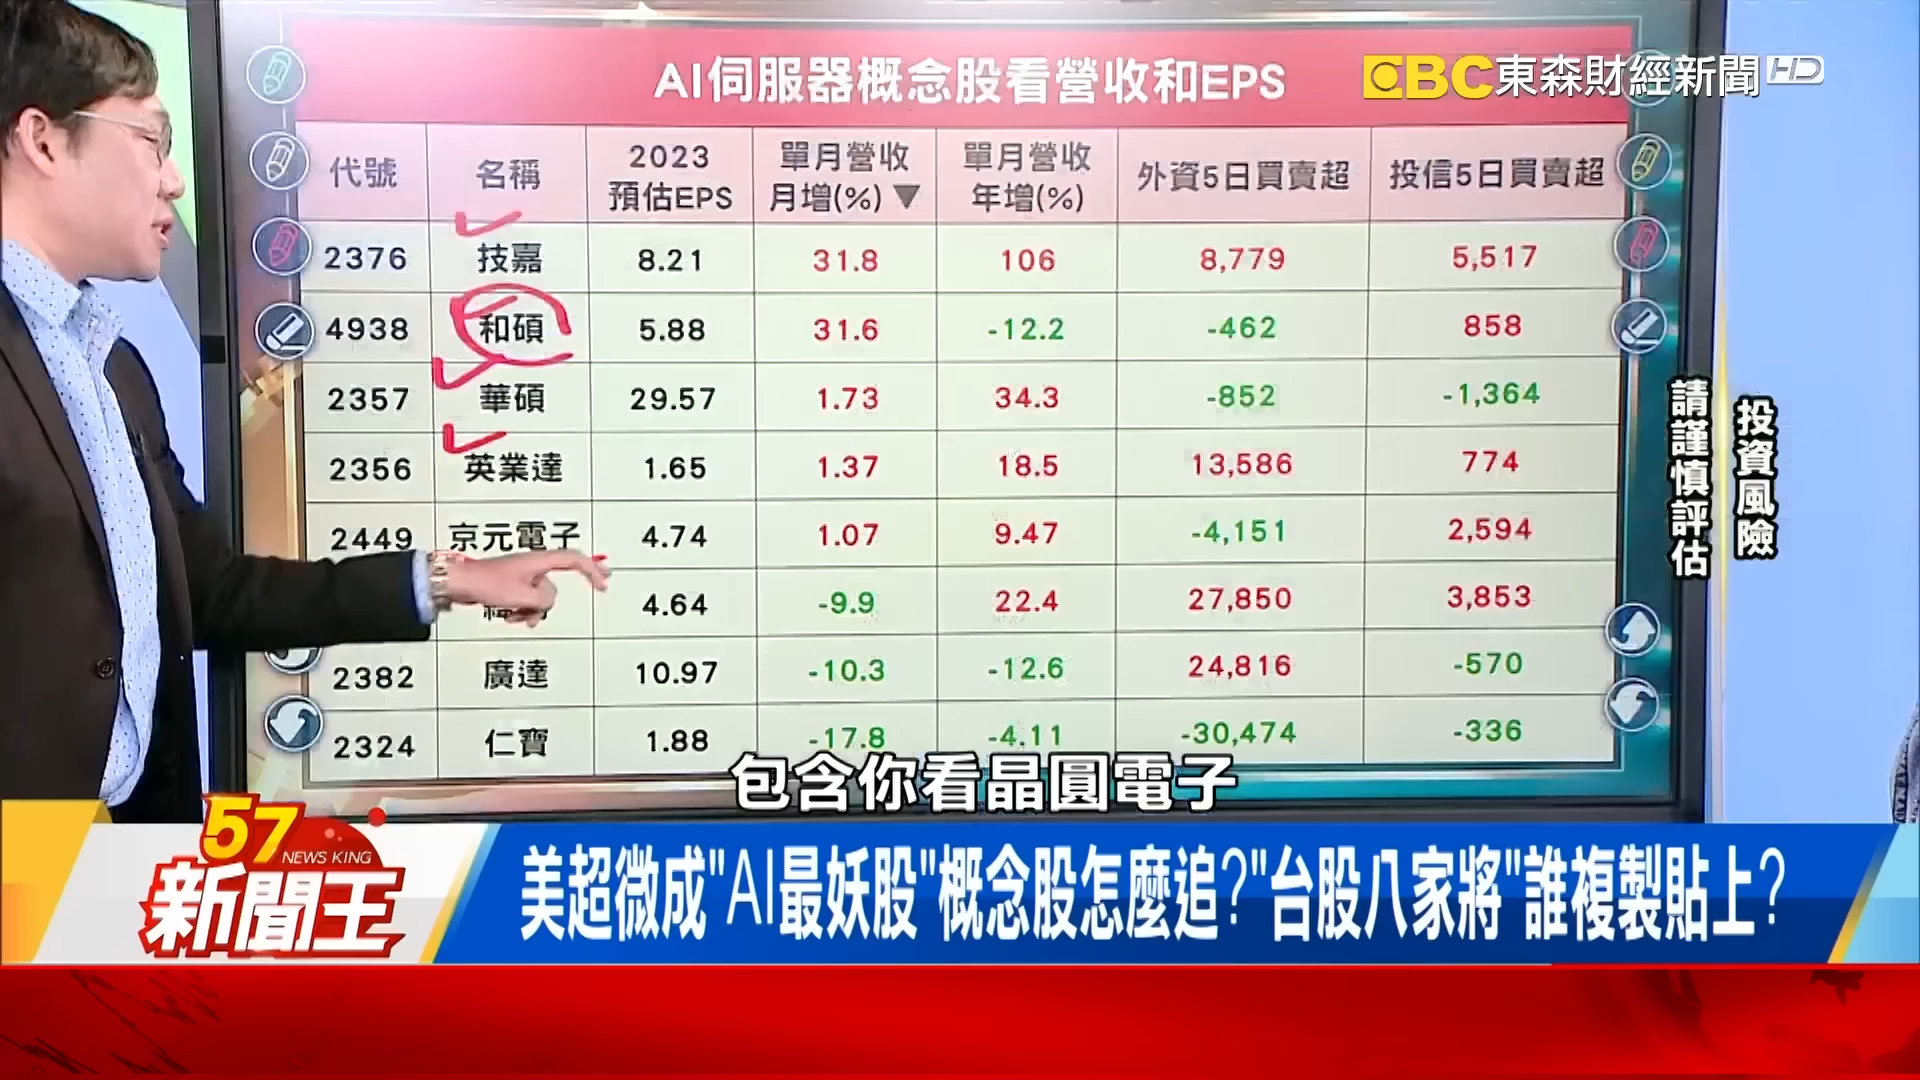 AI伺服器概念股看營收和EPS
EBC東森財經新聞HD
代號 名稱 2023預估EPS 單月營收月增(%)▼ 單月營收年增(%) 外資5日買賣超 投信5日買賣超
2376 技嘉 8.21 31.8 106 8,779 5,517
4938 和碩 5.88 31.6 -12.2 -462 858
2357 華碩 29.57 1.73 34.3 -852 -1,364
2356 英業達 1.65 1.37 18.5 13,586 774
2449 京元電子 4.74 1.07 9.47 -4,151 2,594
4.64 -9.9 22.4 27,850 3,853
2382 廣達 10.97 -10.3 -12.6 24,816 -570
2324 仁寶 1.88 -17.8 -4.11 -30,474 -336
投資風險
請謹慎評估
包含你看晶圓電子
57
NEWS KING
新聞王
美超微成"AI最妖股"概念股怎麼追?"台股八家將"誰複製貼上?